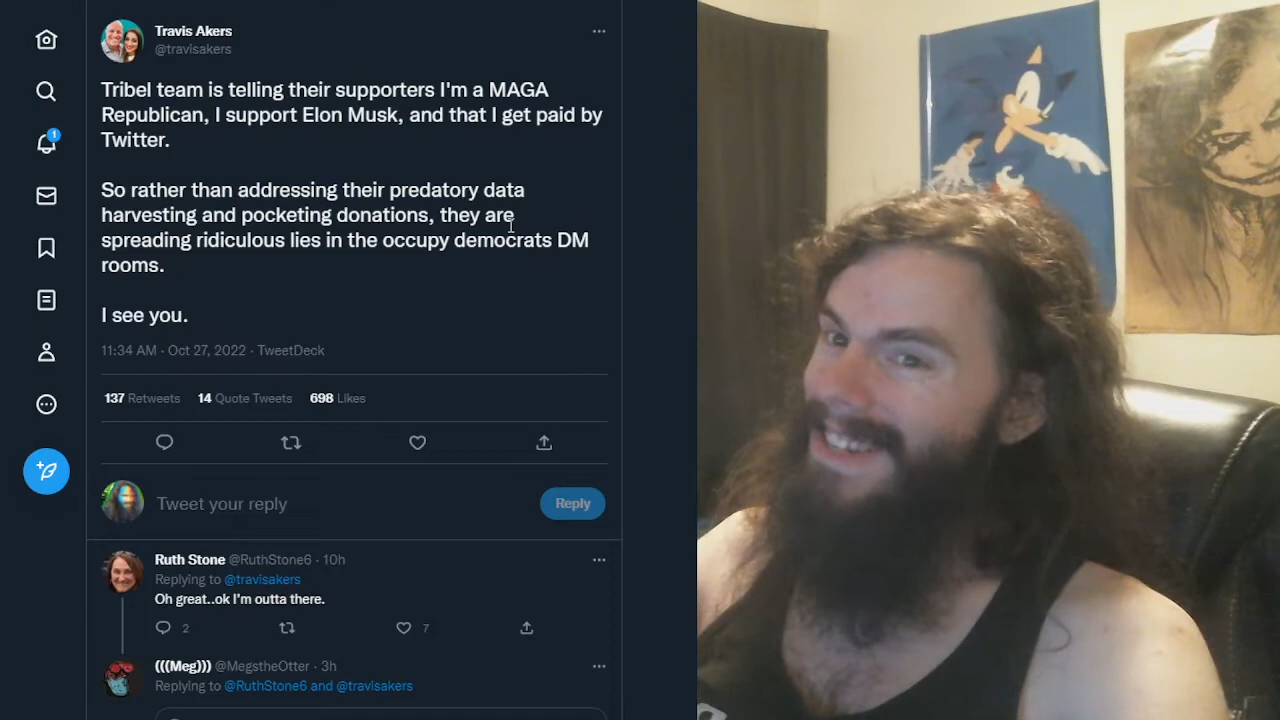 Travis Akers
@travisakers
Tribel team is telling their supporters I'm a MAGA
Republican, I support Elon Musk, and that I get paid by
Twitter.
So rather than addressing their predatory data
harvesting and pocketing donations, they are
spreading ridiculous lies in the occupy democrats DM
rooms.
I see you.
11:34 AM · Oct 27, 2022 · TweetDeck
137 Retweets 14 Quote Tweets 698 Likes
Tweet your reply
Reply
Ruth Stone @RuthStone6 · 10h
Replying to @travisakers
Oh great..ok I'm outta there.
2 7
(((Meg))) @MegstheOtter · 3h
Replying to @RuthStone6 and @travisakers
1